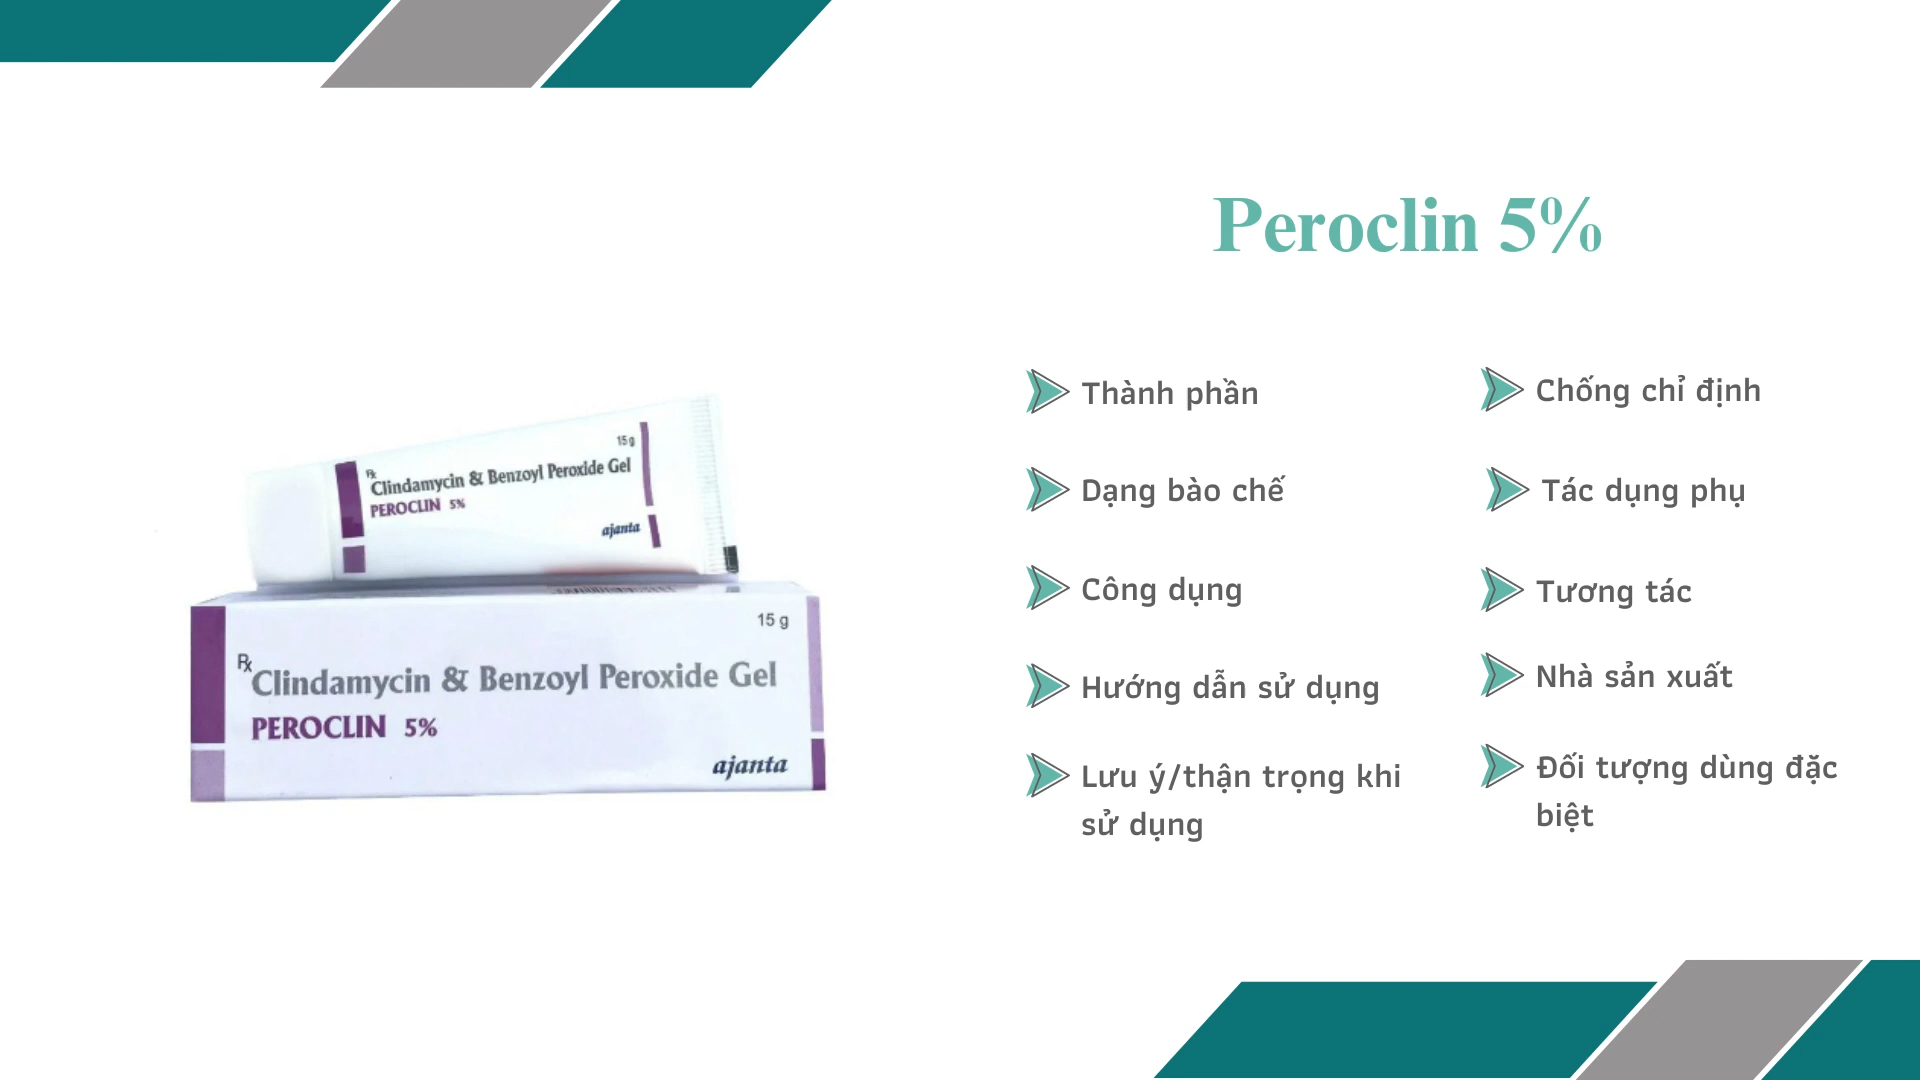 Peroclin 5%
15 g
Rx
Clindamycin & Benzoyl Peroxide Gel
PEROCLIN 5%
ajanta
15 g
Rx
Clindamycin & Benzoyl Peroxide Gel
PEROCLIN 5%
ajanta
Thành phần
Dạng bào chế
Công dụng
Hướng dẫn sử dụng
Lưu ý/thận trọng khi
sử dụng
Chống chỉ định
Tác dụng phụ
Tương tác
Nhà sản xuất
Đối tượng dùng đặc
biệt